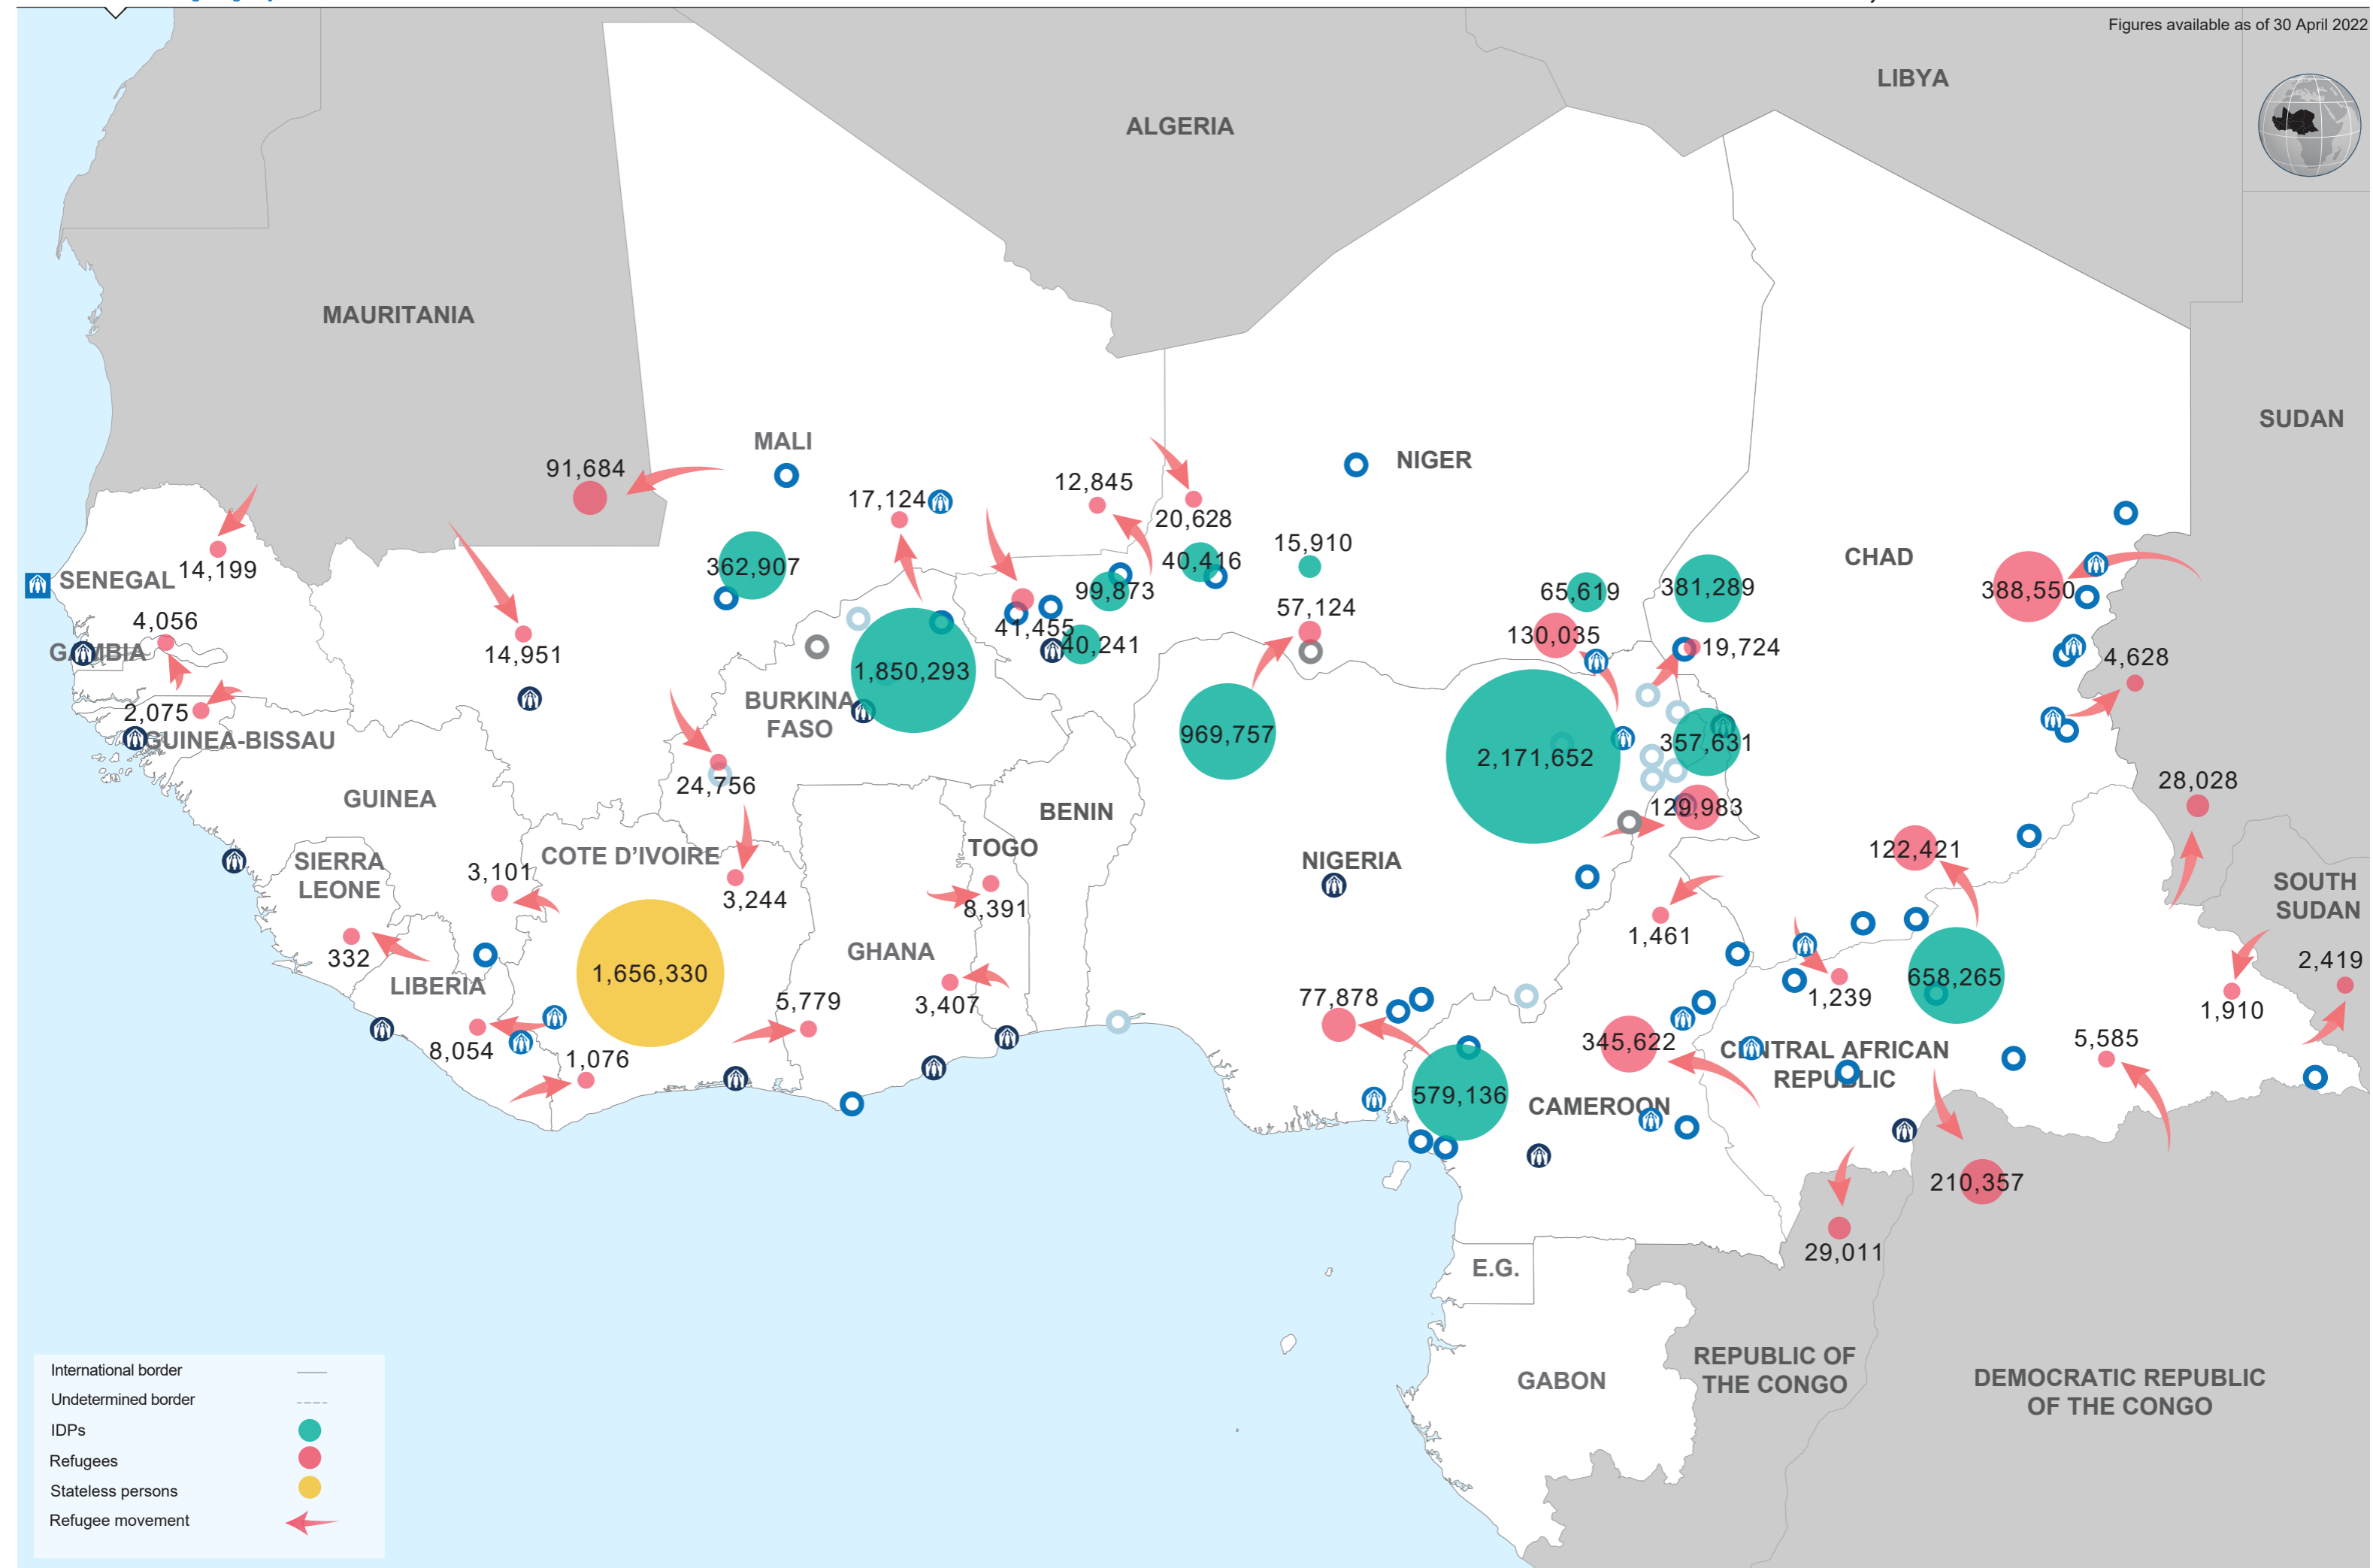 Figures available as of 30 April 2022
LIBYA
ALGERIA
MAURITANIA
SUDAN
MALI
NIGER
91,684
12,845
17,124
20,628
15,910
CHAD
14,199
SENEGAL
362,907
40,416
99,873
65,619
381,289
388,550
4,056
57,124
41,455
130,035
40,241
19,724
GAMBIA
14,951
4,628
1,850,293
BURKINA
FASO
2,075
GUINEA-BISSAU
969,757
2,171,652
357,631
24,756
28,028
GUINEA
BENIN
129,983
TOGO
122,421
COTE D’IVOIRE
SIERRA
LEONE
NIGERIA
3,101
SOUTH
SUDAN
3,244
8,391
1,461
332
GHANA
2,419
1,656,330
658,265
LIBERIA
5,779
3,407
77,878
1,239
1,910
8,054
1,076
345,622
5,585
CENTRAL AFRICAN
REPUBLIC
579,136
CAMEROON
210,357
29,011
E.G.
GABON
REPUBLIC OF
THE CONGO
DEMOCRATIC REPUBLIC
OF THE CONGO
International border
Undetermined border
IDPs
Refugees
Stateless persons
Refugee movement